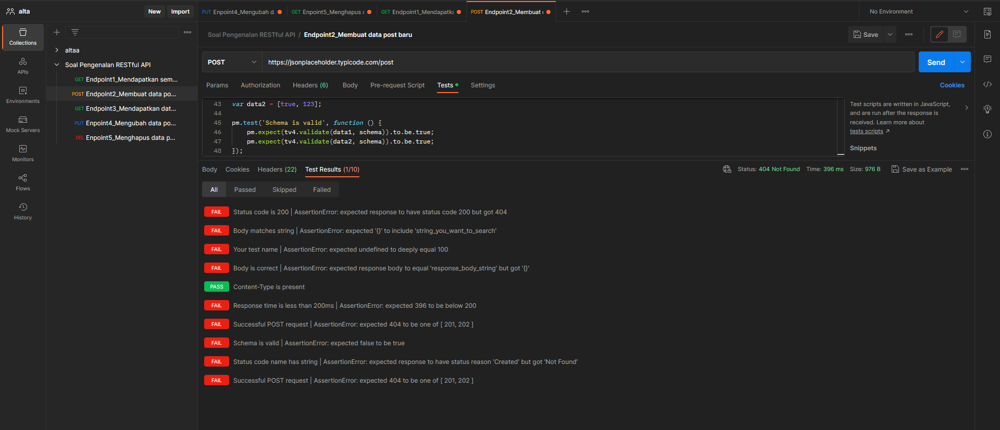 alta
New
Import
PUT Enpoint4_Mengubah d
GET Enpoint5_Menghapus
GET Endpoint1_Mendapatka
POST Endpoint2_Membuat
No Environment
Collections
APIs
Environments
Mock Servers
Monitors
Flows
History
altaa
Soal Pengenalan RESTful API
GET Endpoint1_Mendapatkan sem...
POST Endpoint2_Membuat data po...
GET Endpoint3_Mendapatkan dat...
PUT Enpoint4_Mengubah data po...
DEL Enpoint5_Menghapus data p...
Soal Pengenalan RESTful API / Endpoint2_Membuat data post baru
Save
POST
https://jsonplaceholder.typicode.com/post
Send
Params Authorization Headers (6) Body Pre-request Script Tests Settings
Cookies
43 var data2 = [true, 123];
44
45 pm.test('Schema is valid', function () {
46 pm.expect(tv4.validate(data1, schema)).to.be.true;
47 pm.expect(tv4.validate(data2, schema)).to.be.true;
48 });
Test scripts are written in JavaScript,
and are run after the response is
received. Learn more about
tests scripts ↗
Snippets
Body Cookies Headers (22) Test Results (1/10)
Status: 404 Not Found Time: 396 ms Size: 976 B Save as Example
All Passed Skipped Failed
FAIL Status code is 200 | AssertionError: expected response to have status code 200 but got 404
FAIL Body matches string | AssertionError: expected '{}' to include 'string_you_want_to_search'
FAIL Your test name | AssertionError: expected undefined to deeply equal 100
FAIL Body is correct | AssertionError: expected response body to equal 'response_body_string' but got '{}'
PASS Content-Type is present
FAIL Response time is less than 200ms | AssertionError: expected 396 to be below 200
FAIL Successful POST request | AssertionError: expected 404 to be one of [ 201, 202 ]
FAIL Schema is valid | AssertionError: expected false to be true
FAIL Status code name has string | AssertionError: expected response to have status reason 'Created' but got 'Not Found'
FAIL Successful POST request | AssertionError: expected 404 to be one of [ 201, 202 ]